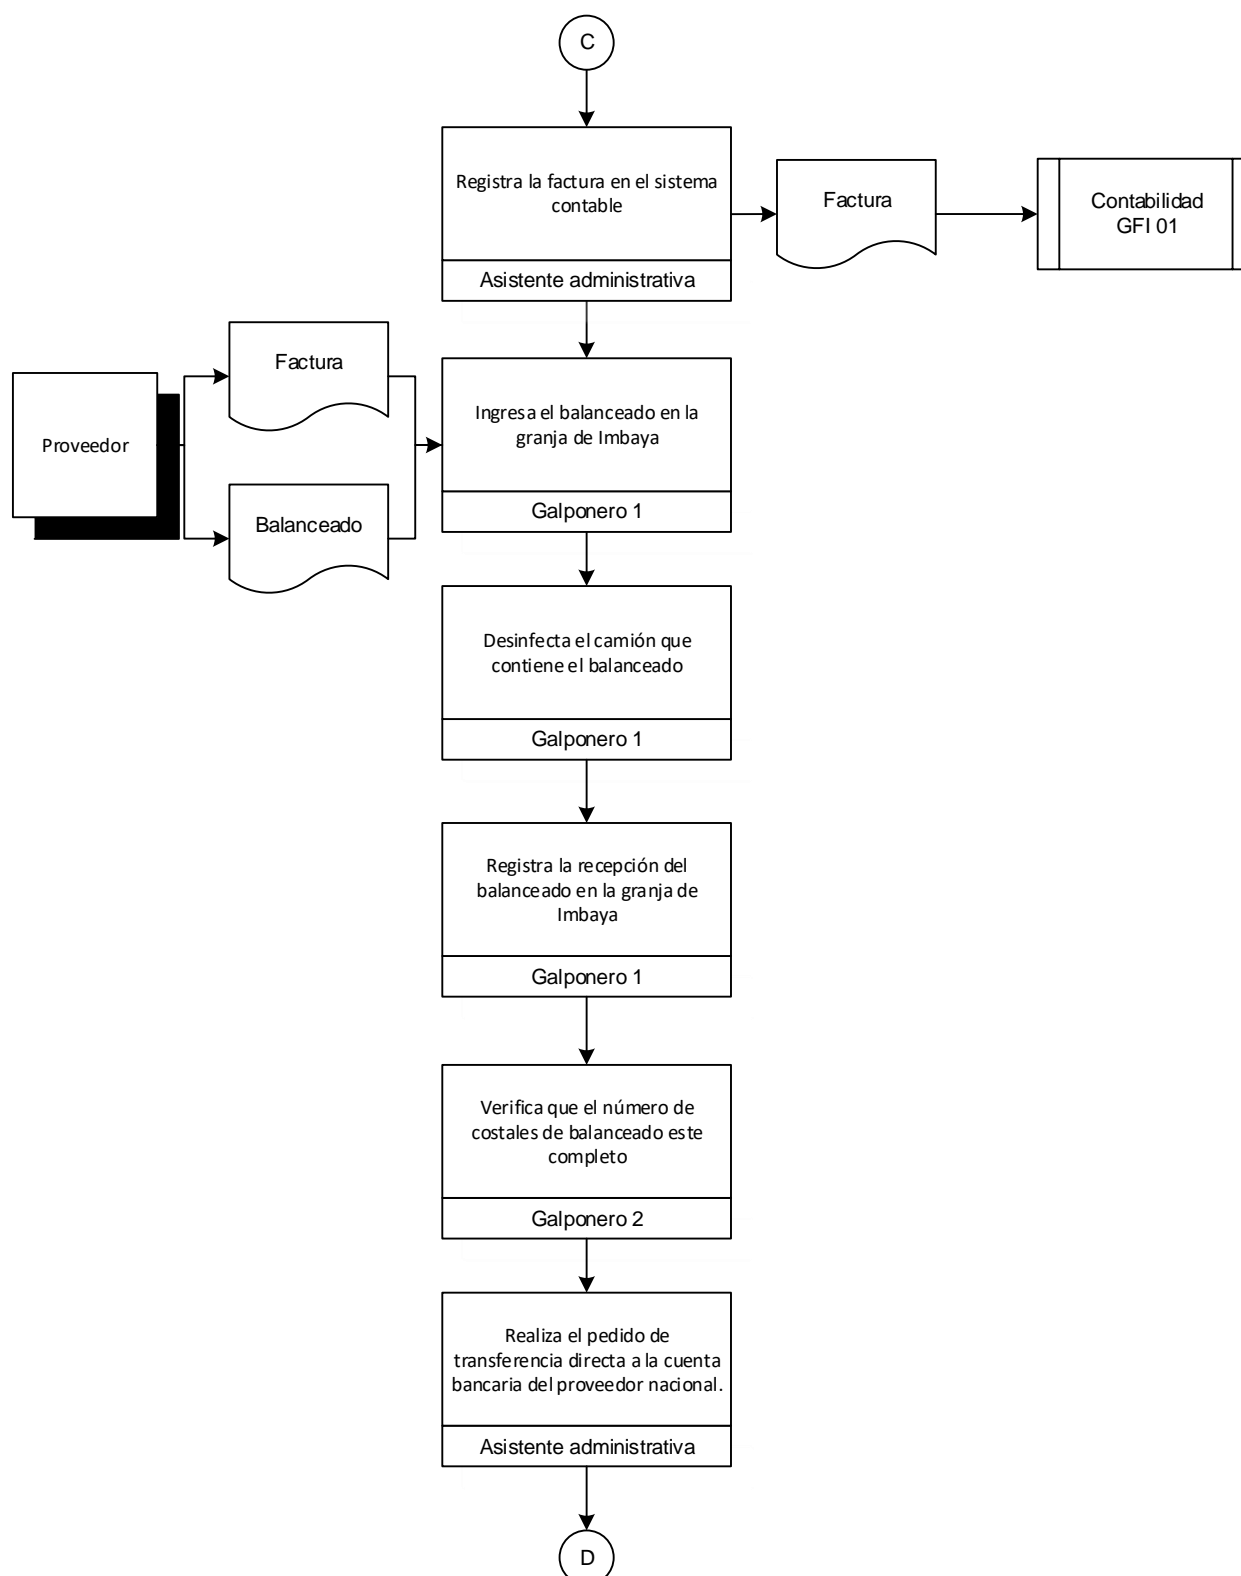 C
Registra la factura en el sistema
contable
Asistente administrativa
Factura
Contabilidad
GFI 01
Proveedor
Factura
Balanceado
Ingresa el balanceado en la
granja de Imbaya
Galponero 1
Desinfecta el camión que
contiene el balanceado
Galponero 1
Registra la recepción del
balanceado en la granja de
Imbaya
Galponero 1
Verifica que el número de
costales de balanceado este
completo
Galponero 2
Realiza el pedido de
transferencia directa a la cuenta
bancaria del proveedor nacional.
Asistente administrativa
D